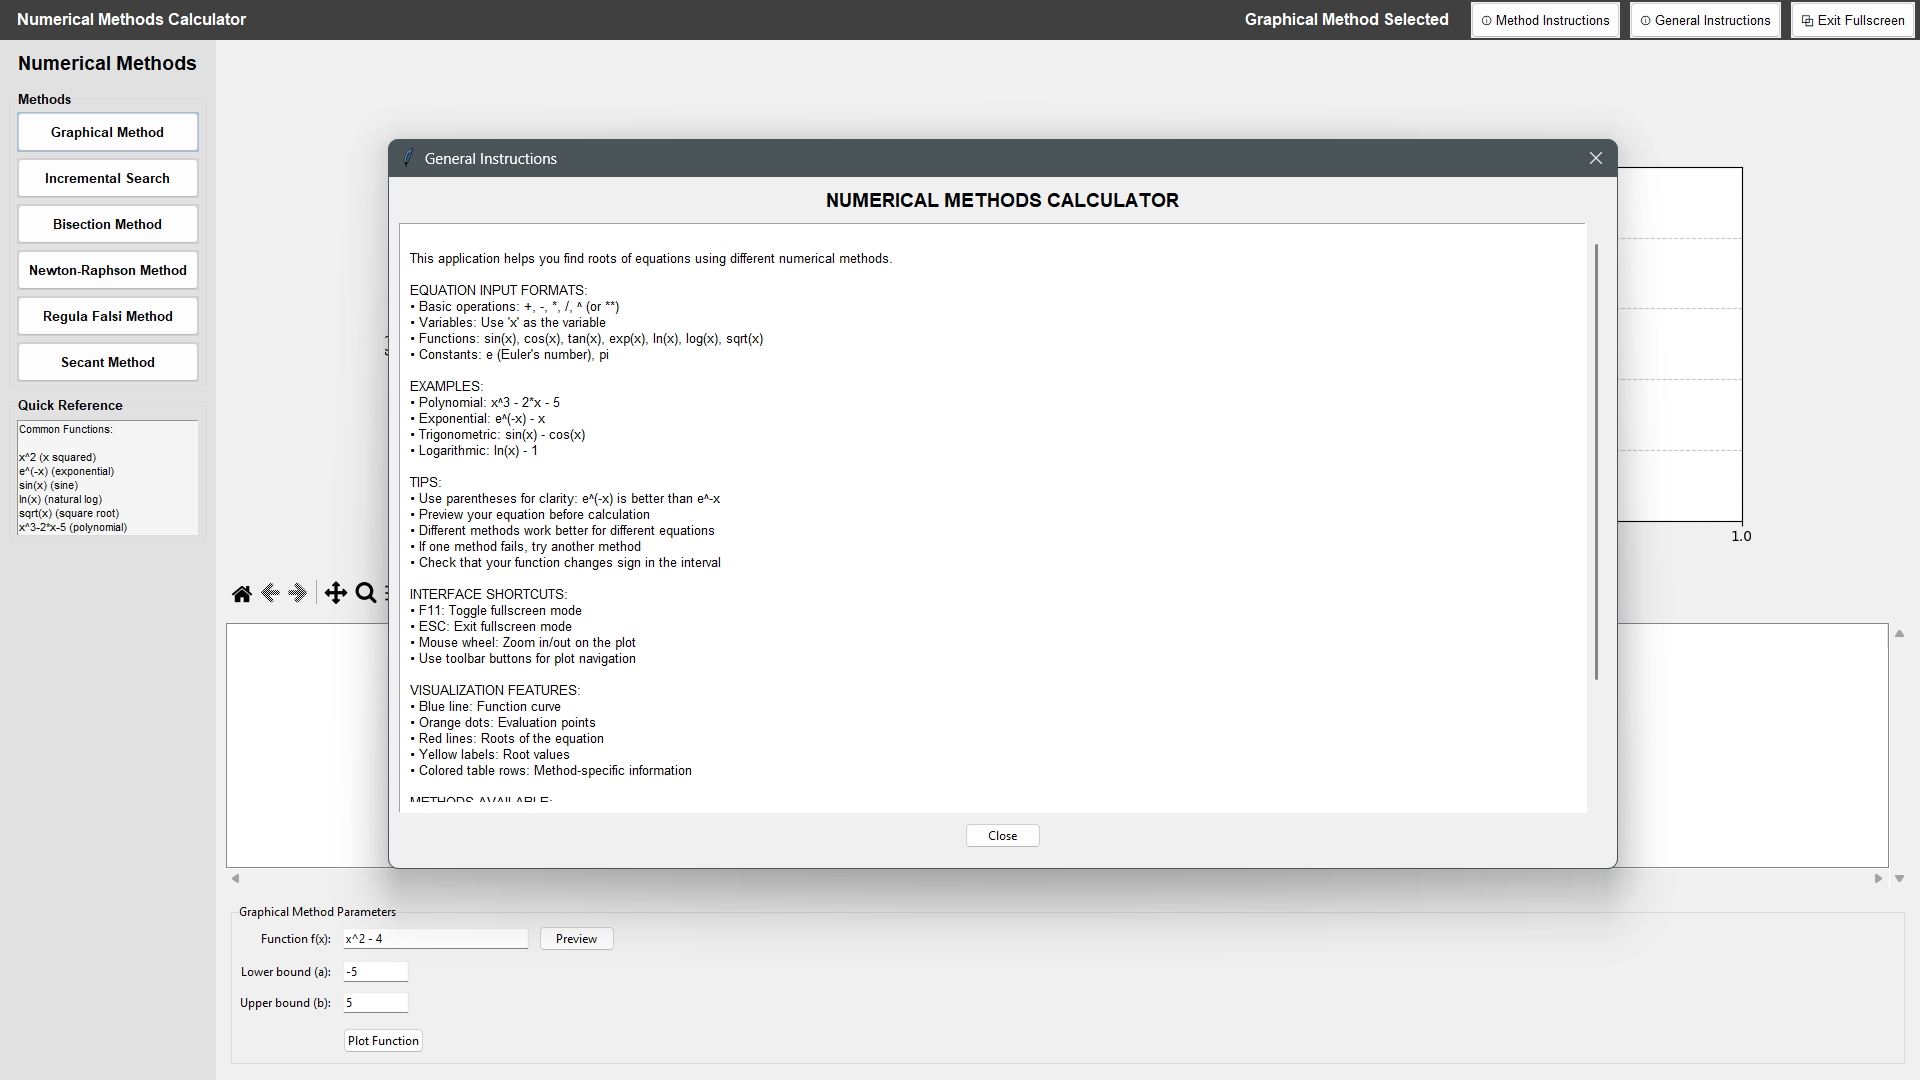 Numerical Methods Calculator
Graphical Method Selected
Method Instructions
General Instructions
Exit Fullscreen
Numerical Methods
Methods
Graphical Method
Incremental Search
Bisection Method
Newton-Raphson Method
Regula Falsi Method
Secant Method
Quick Reference
Common Functions:
x^2 (x squared)
e^(-x) (exponential)
sin(x) (sine)
ln(x) (natural log)
sqrt(x) (square root)
x^3-2*x-5 (polynomial)
General Instructions
NUMERICAL METHODS CALCULATOR
This application helps you find roots of equations using different numerical methods.
EQUATION INPUT FORMATS:
• Basic operations: +, -, *, /, ^ (or **)
• Variables: Use 'x' as the variable
• Functions: sin(x), cos(x), tan(x), exp(x), ln(x), log(x), sqrt(x)
• Constants: e (Euler's number), pi
EXAMPLES:
• Polynomial: x^3 - 2*x - 5
• Exponential: e^(-x) - x
• Trigonometric: sin(x) - cos(x)
• Logarithmic: ln(x) - 1
TIPS:
• Use parentheses for clarity: e^(-x) is better than e^-x
• Preview your equation before calculation
• Different methods work better for different equations
• If one method fails, try another method
• Check that your function changes sign in the interval
INTERFACE SHORTCUTS:
• F11: Toggle fullscreen mode
• ESC: Exit fullscreen mode
• Mouse wheel: Zoom in/out on the plot
• Use toolbar buttons for plot navigation
VISUALIZATION FEATURES:
• Blue line: Function curve
• Orange dots: Evaluation points
• Red lines: Roots of the equation
• Yellow labels: Root values
• Colored table rows: Method-specific information
METHODS AVAILABLE:
Close
1.0
Graphical Method Parameters
Function f(x): x^2 - 4 Preview
Lower bound (a): -5
Upper bound (b): 5
Plot Function